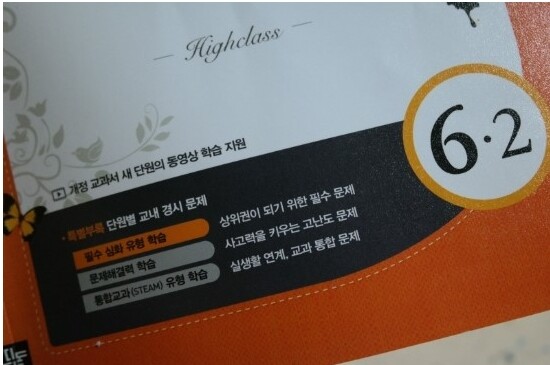 Highclass
6·2
개정 교과서 새 단원의 동영상 학습 지원
·특별부록 단원별 교내 경시 문제
필수 심화 유형 학습 상위권이 되기 위한 필수 문제
문제해결력 학습 사고력을 키우는 고난도 문제
통합교과(STEAM) 유형 학습 실생활 연계, 교과 통합 문제